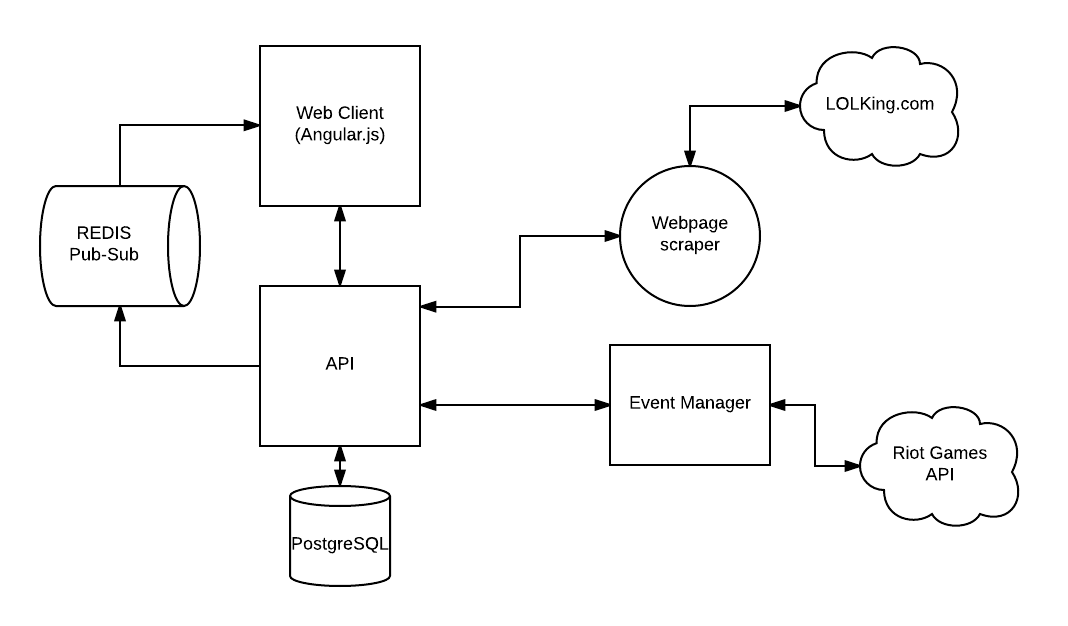 Web Client
(Angular.js)
LOLKing.com
REDIS
Pub-Sub
Webpage
scraper
API
Event Manager
Riot Games
API
PostgreSQL